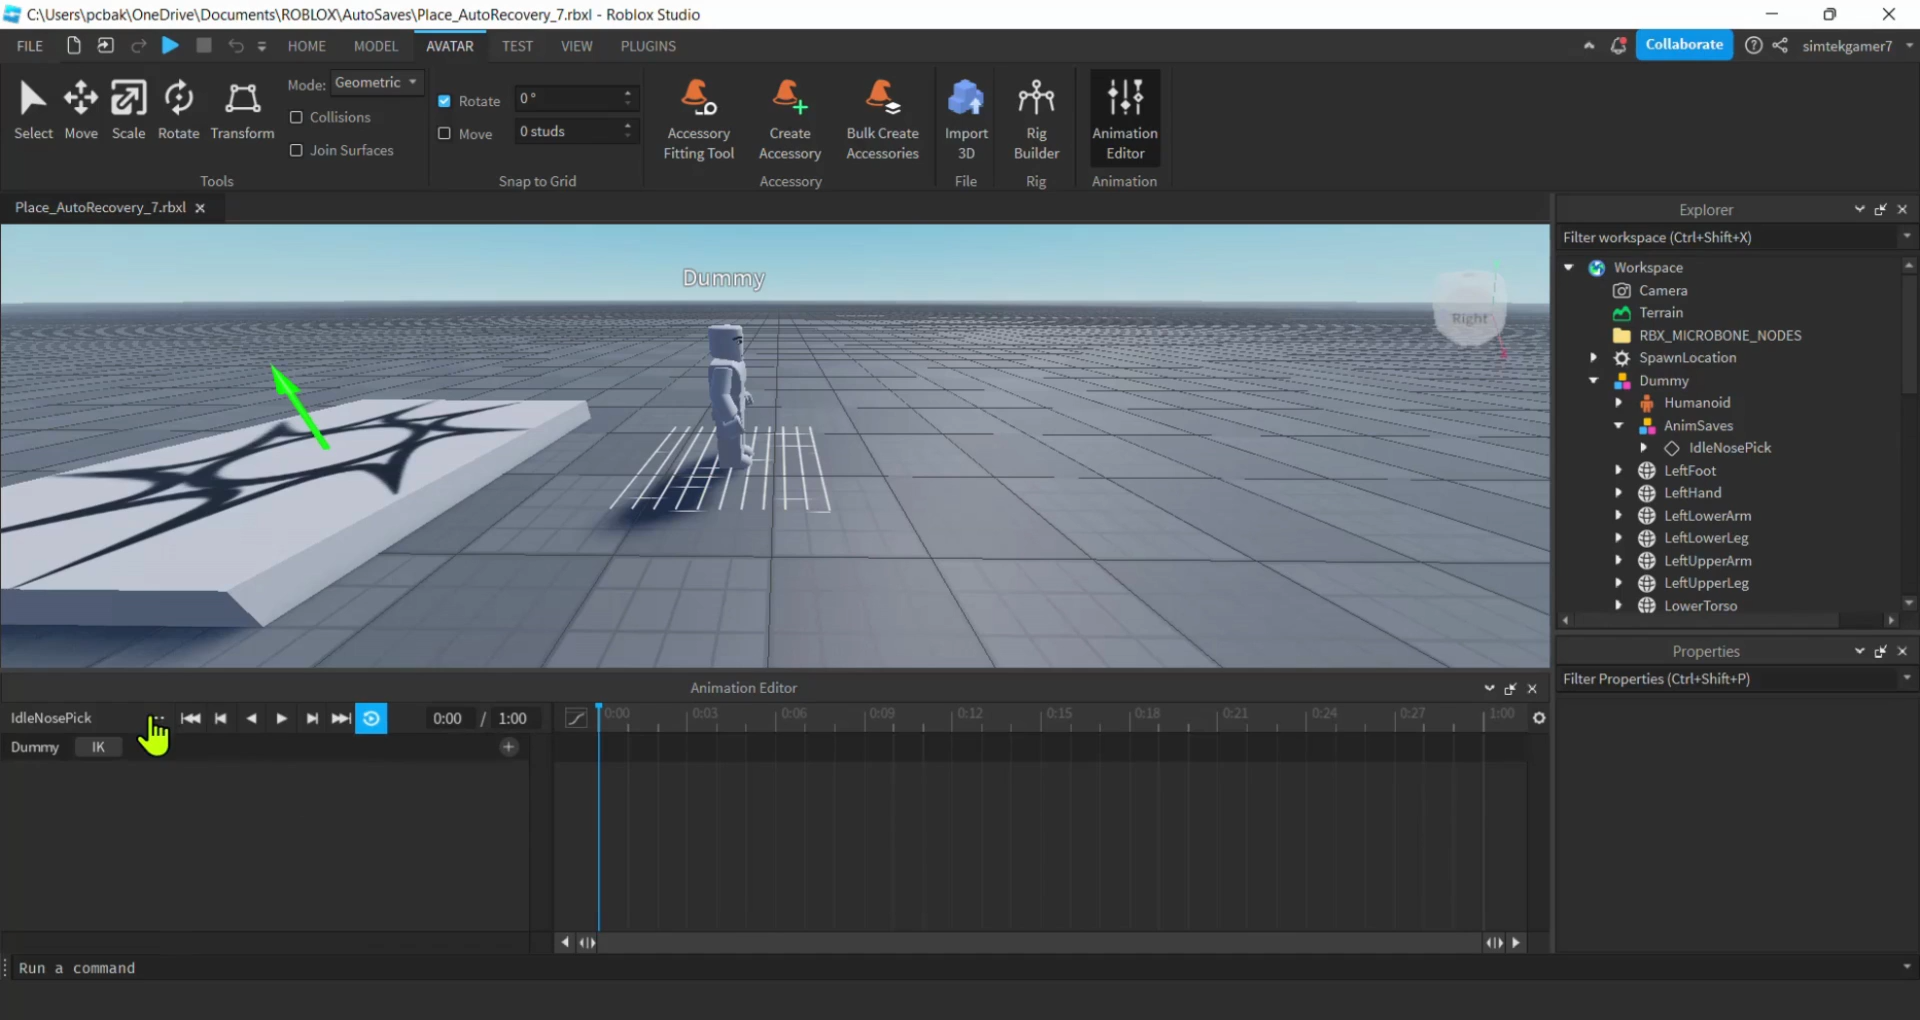 C:\Users\pcbak\OneDrive\Documents\ROBLOX\AutoSaves\Place_AutoRecovery_7.rbxl - Roblox Studio
FILE HOME MODEL AVATAR TEST VIEW PLUGINS Collaborate simtekgamer7
Select Move Scale Rotate Transform
Mode: Geometric
Collisions
Join Surfaces
Tools
Rotate 0°
Move 0 studs
Snap to Grid
Accessory Fitting Tool
Create Accessory
Bulk Create Accessories
Accessory
Import 3D
File
Rig Builder
Rig
Animation Editor
Animation
Place_AutoRecovery_7.rbxl
Dummy
Right
Explorer
Filter workspace (Ctrl+Shift+X)
Workspace
Camera
Terrain
RBX_MICROBONE_NODES
SpawnLocation
Dummy
Humanoid
AnimSaves
IdleNosePick
LeftFoot
LeftHand
LeftLowerArm
LeftLowerLeg
LeftUpperArm
LeftUpperLeg
LowerTorso
Properties
Filter Properties (Ctrl+Shift+P)
Animation Editor
IdleNosePick 0:00 / 1:00
0:00 0:03 0:06 0:09 0:12 0:15 0:18 0:21 0:24 0:27 1:00
Dummy IK
Run a command